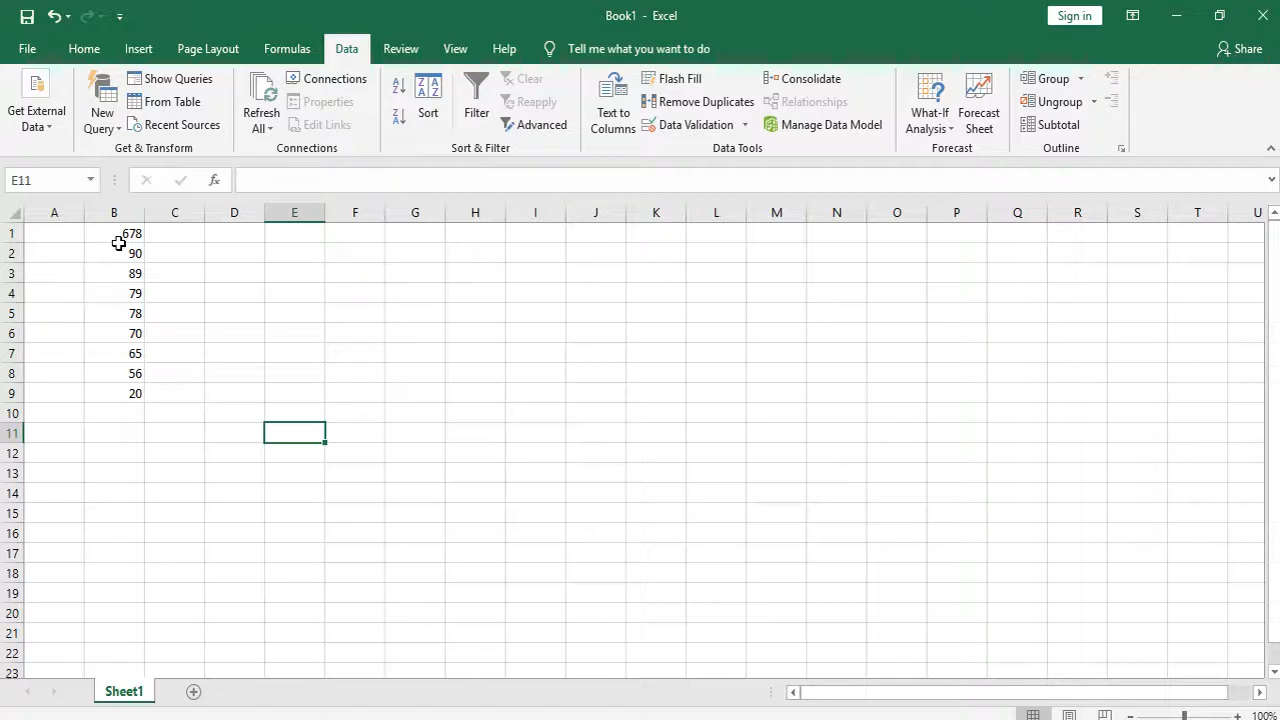 Book1 - Excel
Sign in
File Home Insert Page Layout Formulas Data Review View Help Tell me what you want to do Share
Get External Data
New Query
Show Queries
From Table
Recent Sources
Get & Transform
Refresh All
Connections
Properties
Edit Links
Connections
A Z
Z A
Z A A Z
Sort
Filter
Clear
Reapply
Advanced
Sort & Filter
Text to Columns
Flash Fill
Remove Duplicates
Data Validation
Consolidate
Relationships
Manage Data Model
Data Tools
What-If Analysis
Forecast Sheet
Forecast
Group
Ungroup
Subtotal
Outline
E11 fx
A B C D E F G H I J K L M N O P Q R S T U
1 678
2 90
3 89
4 79
5 78
6 70
7 65
8 56
9 20
10
11
12
13
14
15
16
17
18
19
20
21
22
23
Sheet1
100%